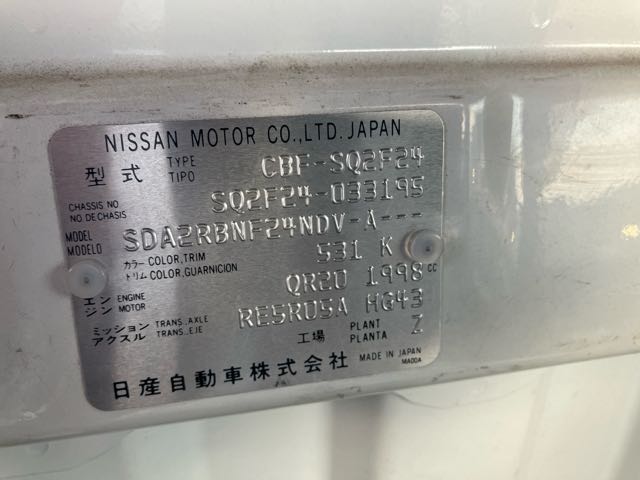 NISSAN MOTOR CO.,LTD.JAPAN
型式 TYPE TIPO CBF-SQ2F24
CHASSIS NO NO.DE CHASIS SQ2F24-033195
MODEL MODELO SDA2RBNF24NDV-A---
カラー COLOR,TRIM トリム COLOR,GUARNICION 531 K
エンジン ENGINE MOTOR QR20 1998 CC
ミッション アクスル TRANS.,AXLE TRANS.,EJE RE5R05A HG43
工場 PLANT PLANTA Z
日産自動車株式会社 MADE IN JAPAN
MA00A